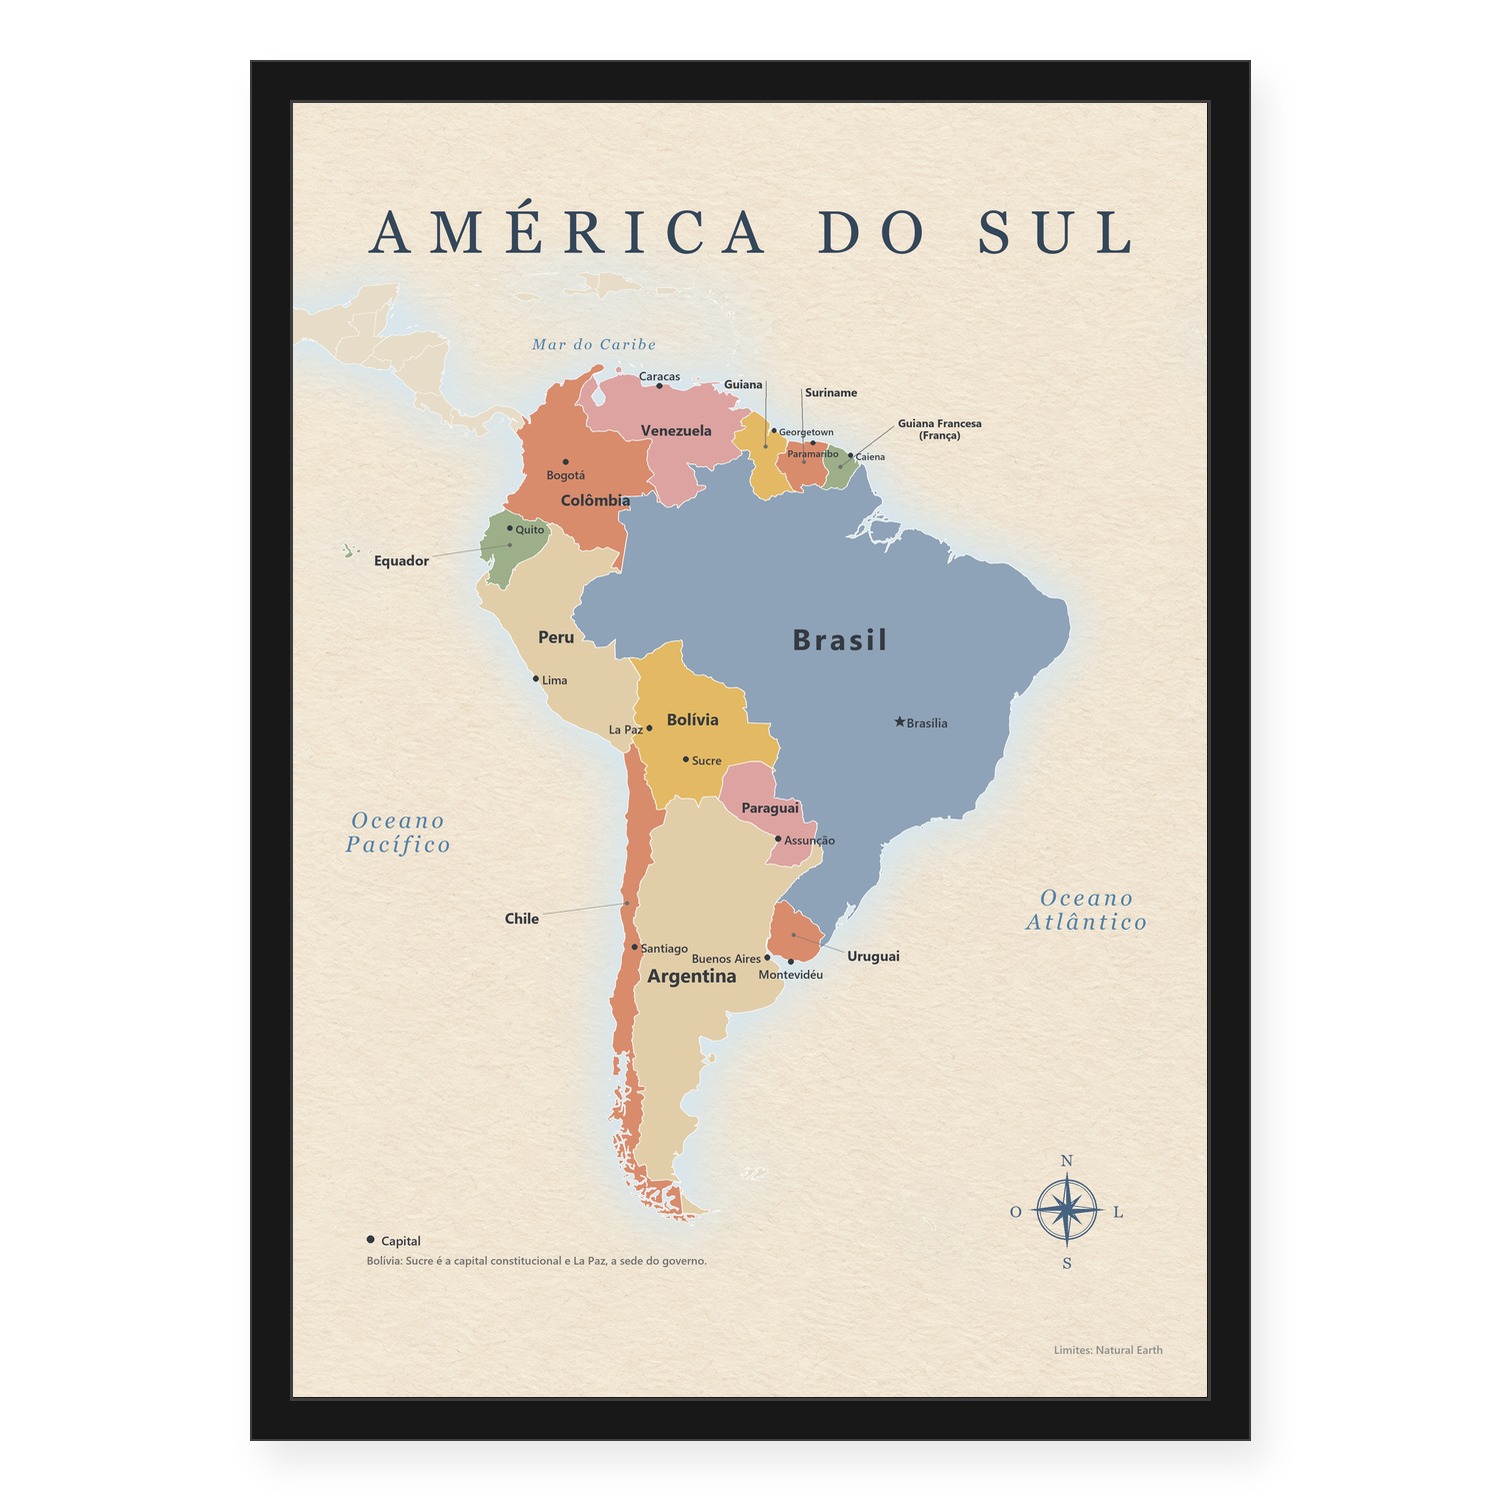 AMÉRICA DO SUL
Mar do Caribe
Caracas
Guiana
Suriname
Guiana Francesa
(França)
Venezuela
Georgetown
Paramaribo
Caiena
Bogotá
Colômbia
Quito
Equador
Peru
Brasil
Lima
La Paz
Bolívia
Sucre
Brasília
Paraguai
Assunção
Oceano
Pacífico
Oceano
Atlântico
Chile
Santiago
Buenos Aires
Argentina
Montevidéu
Uruguai
N
O
L
S
Capital
Bolívia: Sucre é a capital constitucional e La Paz, a sede do governo.
Limites: Natural Earth